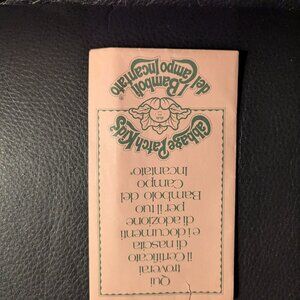 Qui
troverai
il Certificato
di nascita
e i documenti
di adozione
per il tuo
Bambolo del
Campo
Incantato
Cabbage Patch Kids
I Bamboli
del Campo Incantato